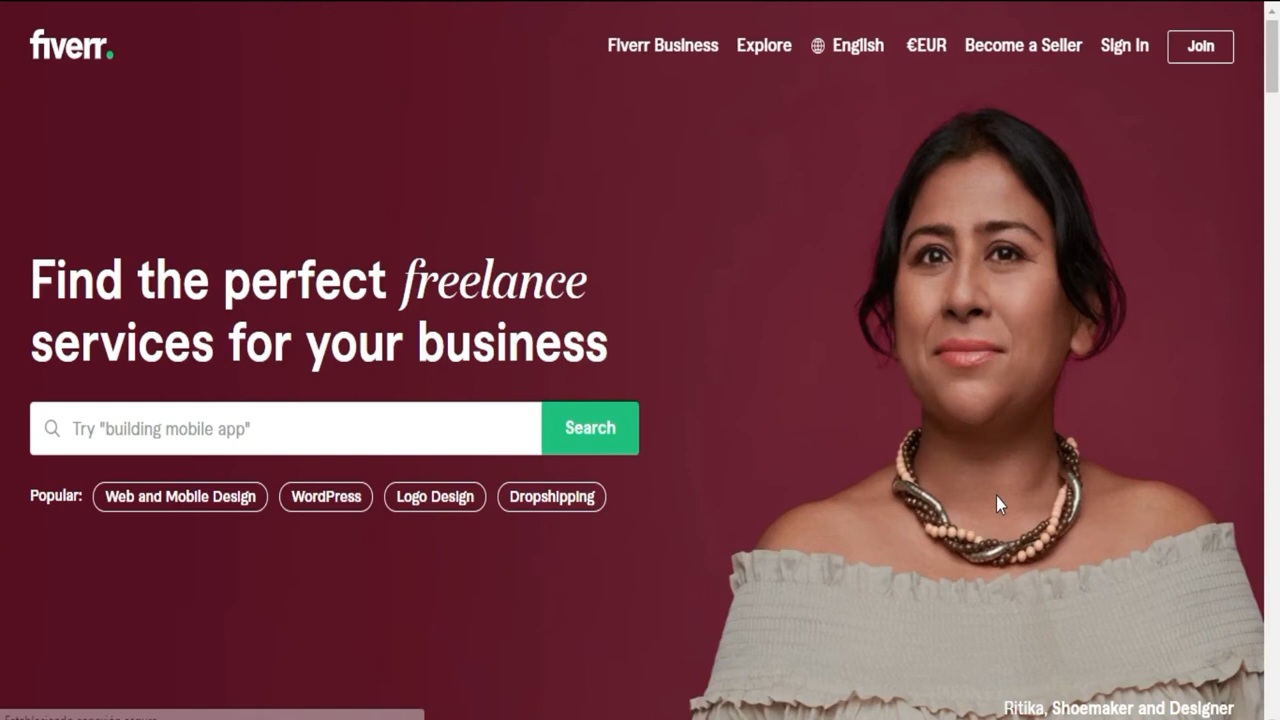 fiverr.
Fiverr Business Explore English €EUR Become a Seller Sign In Join
Find the perfect freelance
services for your business
Try "building mobile app" Search
Popular: Web and Mobile Design WordPress Logo Design Dropshipping
Ritika, Shoemaker and Designer